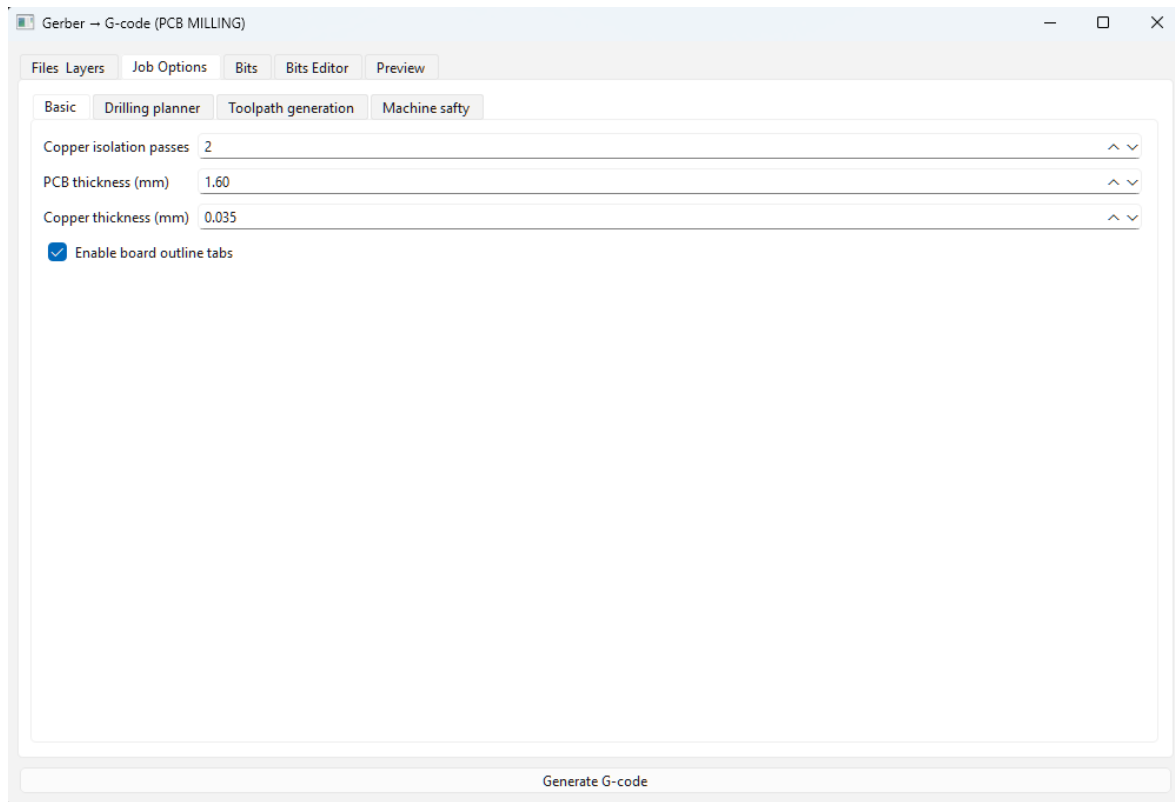 Gerber → G-code (PCB MILLING)
Files Layers Job Options Bits Bits Editor Preview
Basic Drilling planner Toolpath generation Machine safty
Copper isolation passes 2
PCB thickness (mm) 1.60
Copper thickness (mm) 0.035
Enable board outline tabs
Generate G-code